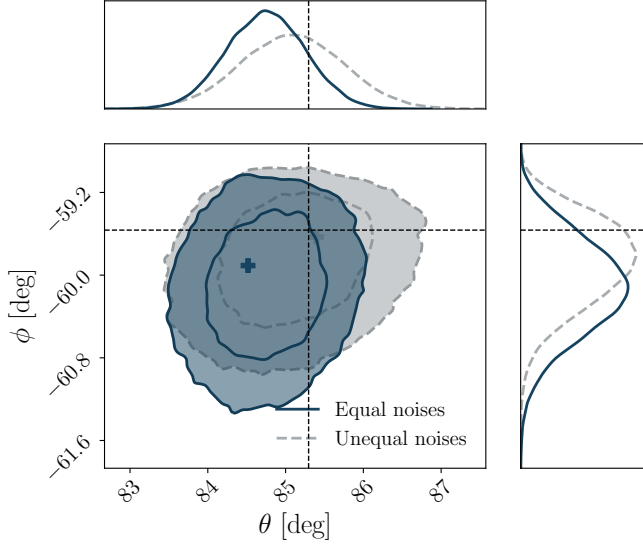 −59.2
−60.0
−60.8
−61.6
ϕ [deg]
Equal noises
Unequal noises
83
84
85
86
87
θ [deg]